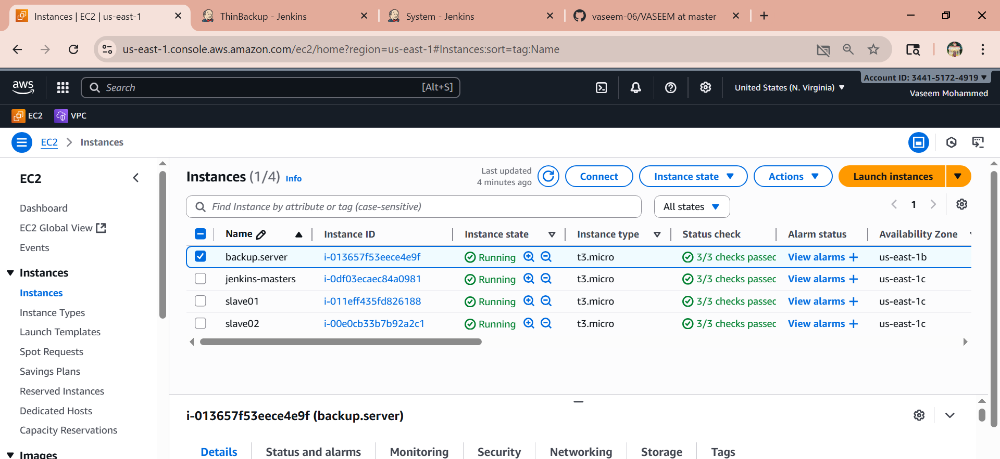 Instances | EC2 | us-east-1
ThinBackup - Jenkins
System - Jenkins
vaseem-06/VASEEM at master
us-east-1.console.aws.amazon.com/ec2/home?region=us-east-1#Instances:sort=tag:Name
aws
Search
[Alt+S]
United States (N. Virginia)
Account ID: 3441-5172-4919
Vaseem Mohammed
EC2
VPC
EC2
Instances
EC2
Dashboard
EC2 Global View
Events
Instances
Instances
Instance Types
Launch Templates
Spot Requests
Savings Plans
Reserved Instances
Dedicated Hosts
Capacity Reservations
Images
Instances (1/4) Info
Last updated
4 minutes ago
Connect
Instance state
Actions
Launch instances
Find Instance by attribute or tag (case-sensitive)
All states
1
Name Instance ID Instance state Instance type Status check Alarm status Availability Zone
backup.server i-013657f53eece4e9f Running t3.micro 3/3 checks passed View alarms + us-east-1b
jenkins-masters i-0df03ecaec84a0981 Running t3.micro 3/3 checks passed View alarms + us-east-1c
slave01 i-011eff435fd826188 Running t3.micro 3/3 checks passed View alarms + us-east-1c
slave02 i-00e0cb33b7b92a2c1 Running t3.micro 3/3 checks passed View alarms + us-east-1c
i-013657f53eece4e9f (backup.server)
Details
Status and alarms
Monitoring
Security
Networking
Storage
Tags